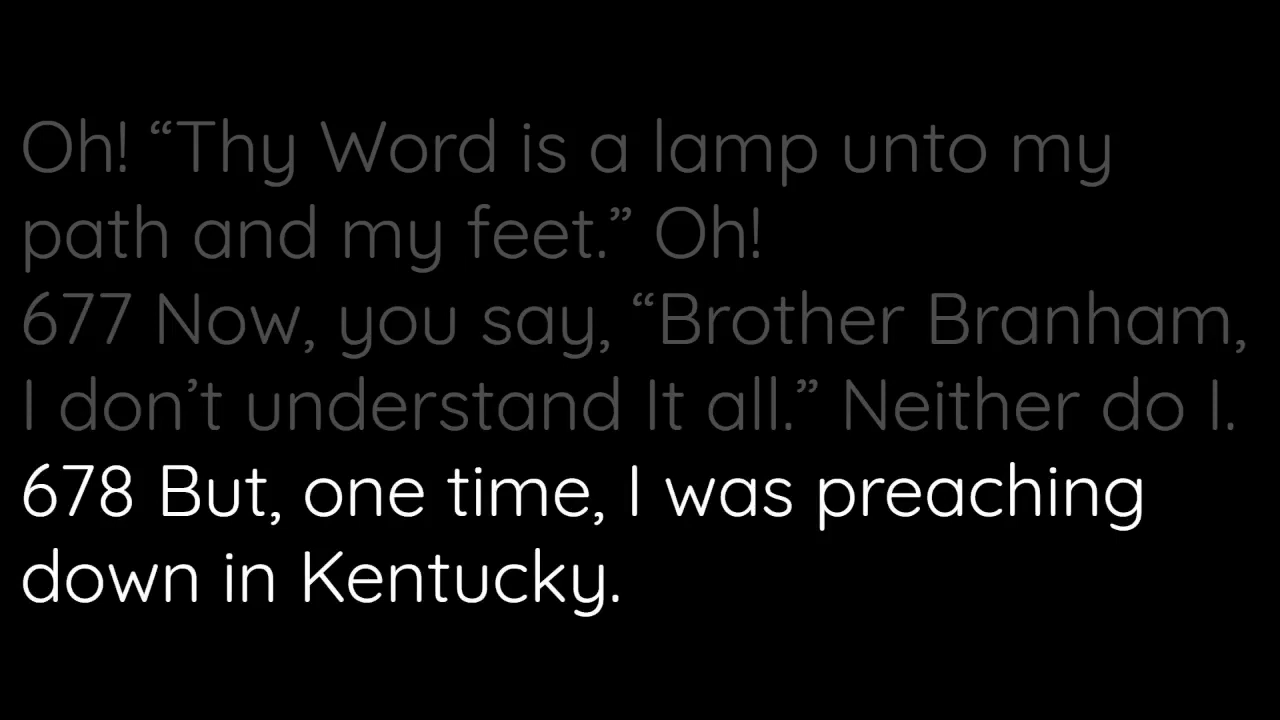 Oh! “Thy Word is a lamp unto my
path and my feet.” Oh!
677 Now, you say, “Brother Branham,
I don’t understand It all.” Neither do I.
678 But, one time, I was preaching
down in Kentucky.